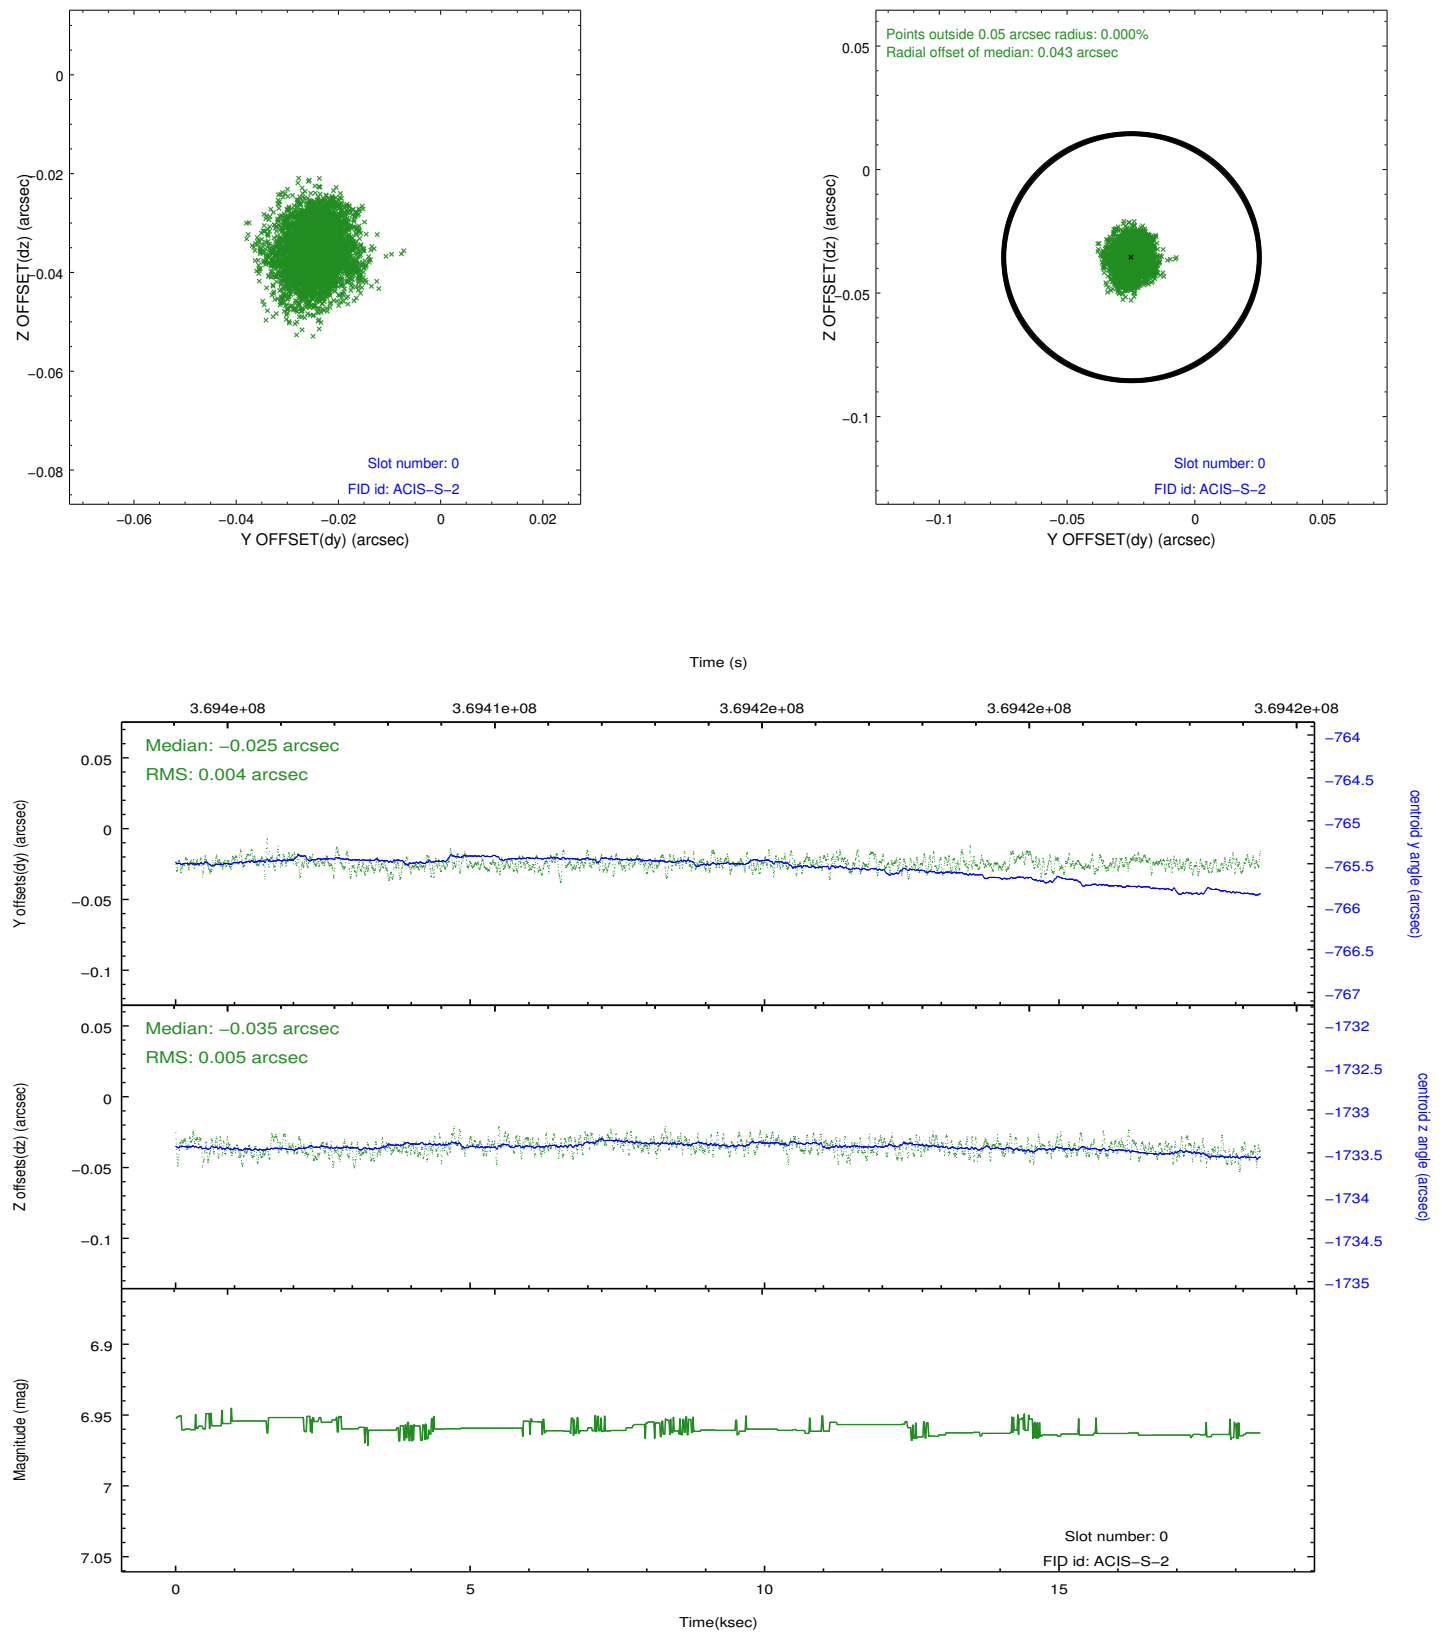 0
−0.02
−0.04
−0.06
−0.08
Z OFFSET(dz) (arcsec)
Slot number: 0
FID id: ACIS−S−2
−0.06
−0.04
−0.02
0
0.02
Y OFFSET(dy) (arcsec)
Points outside 0.05 arcsec radius: 0.000%
Radial offset of median: 0.043 arcsec
0.05
0
−0.05
−0.1
Z OFFSET(dz) (arcsec)
Slot number: 0
FID id: ACIS−S−2
−0.1
−0.05
0
0.05
Y OFFSET(dy) (arcsec)
Time (s)
3.694e+08
3.6941e+08
3.6942e+08
3.6942e+08
3.6942e+08
Median: −0.025 arcsec
RMS: 0.004 arcsec
0.05
0
−0.05
−0.1
Y offsets(dy) (arcsec)
−764
−764.5
−765
−765.5
−766
−766.5
−767
centroid y angle (arcsec)
Median: −0.035 arcsec
RMS: 0.005 arcsec
0.05
0
−0.05
−0.1
Z offsets(dz) (arcsec)
−1732
−1732.5
−1733
−1733.5
−1734
−1734.5
−1735
centroid z angle (arcsec)
6.9
6.95
7
7.05
Magnitude (mag)
Slot number: 0
FID id: ACIS−S−2
0
5
10
15
Time(ksec)